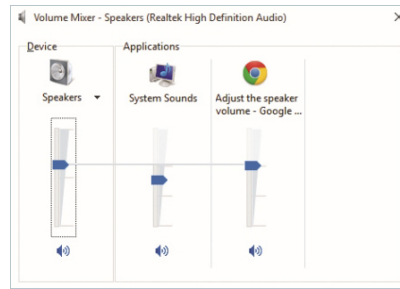 Volume Mixer - Speakers (Realtek High Definition Audio)
Device
Applications
Speakers
System Sounds
Adjust the speaker
volume - Google ...